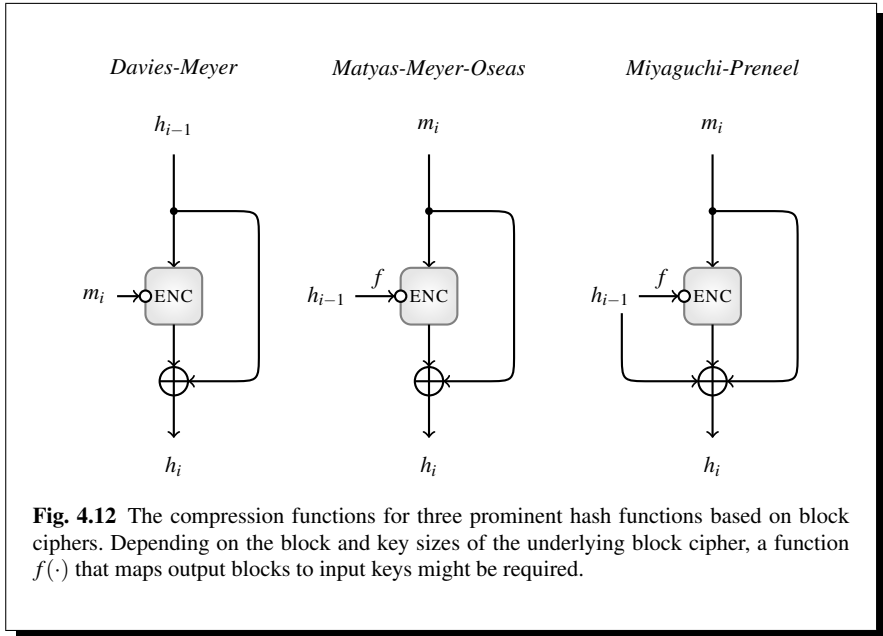 Davies-Meyer Matyas-Meyer-Oseas Miyaguchi-Preneel
h_{i−1} m_i m_i
m_i ENC h_{i−1} f ENC h_{i−1} f ENC
h_i h_i h_i
Fig. 4.12 The compression functions for three prominent hash functions based on block
ciphers. Depending on the block and key sizes of the underlying block cipher, a function
f(·) that maps output blocks to input keys might be required.